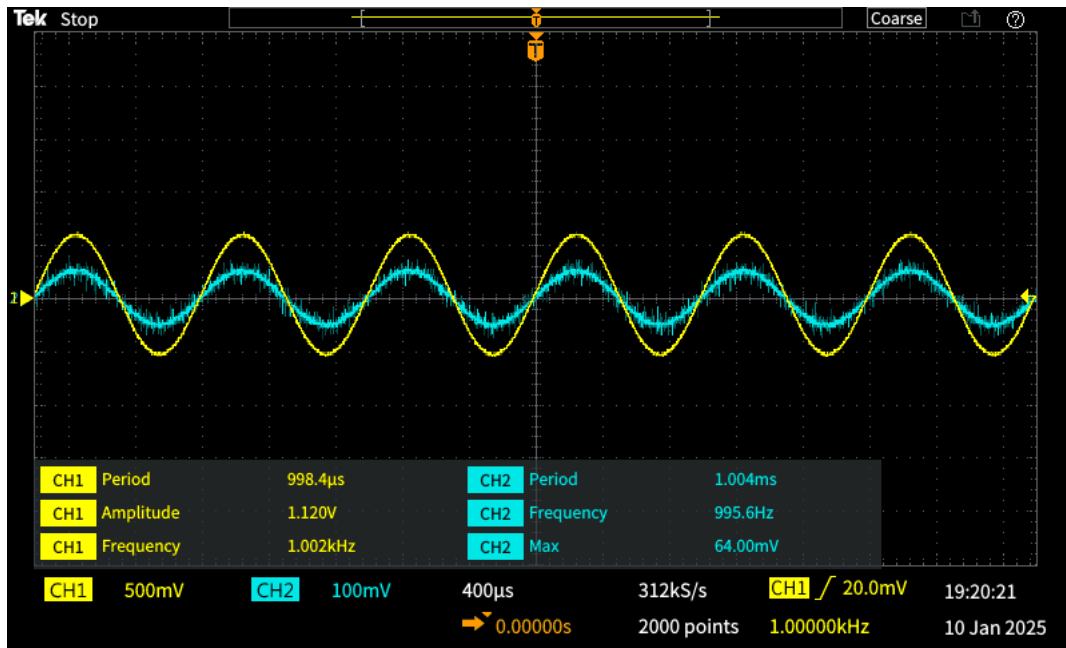 Tek Stop Coarse
T
T
CH1 Period 998.4µs CH2 Period 1.004ms
CH1 Amplitude 1.120V CH2 Frequency 995.6Hz
CH1 Frequency 1.002kHz CH2 Max 64.00mV
CH1 500mV CH2 100mV 400µs 312kS/s CH1 20.0mV 19:20:21
0.00000s 2000 points 1.00000kHz 10 Jan 2025